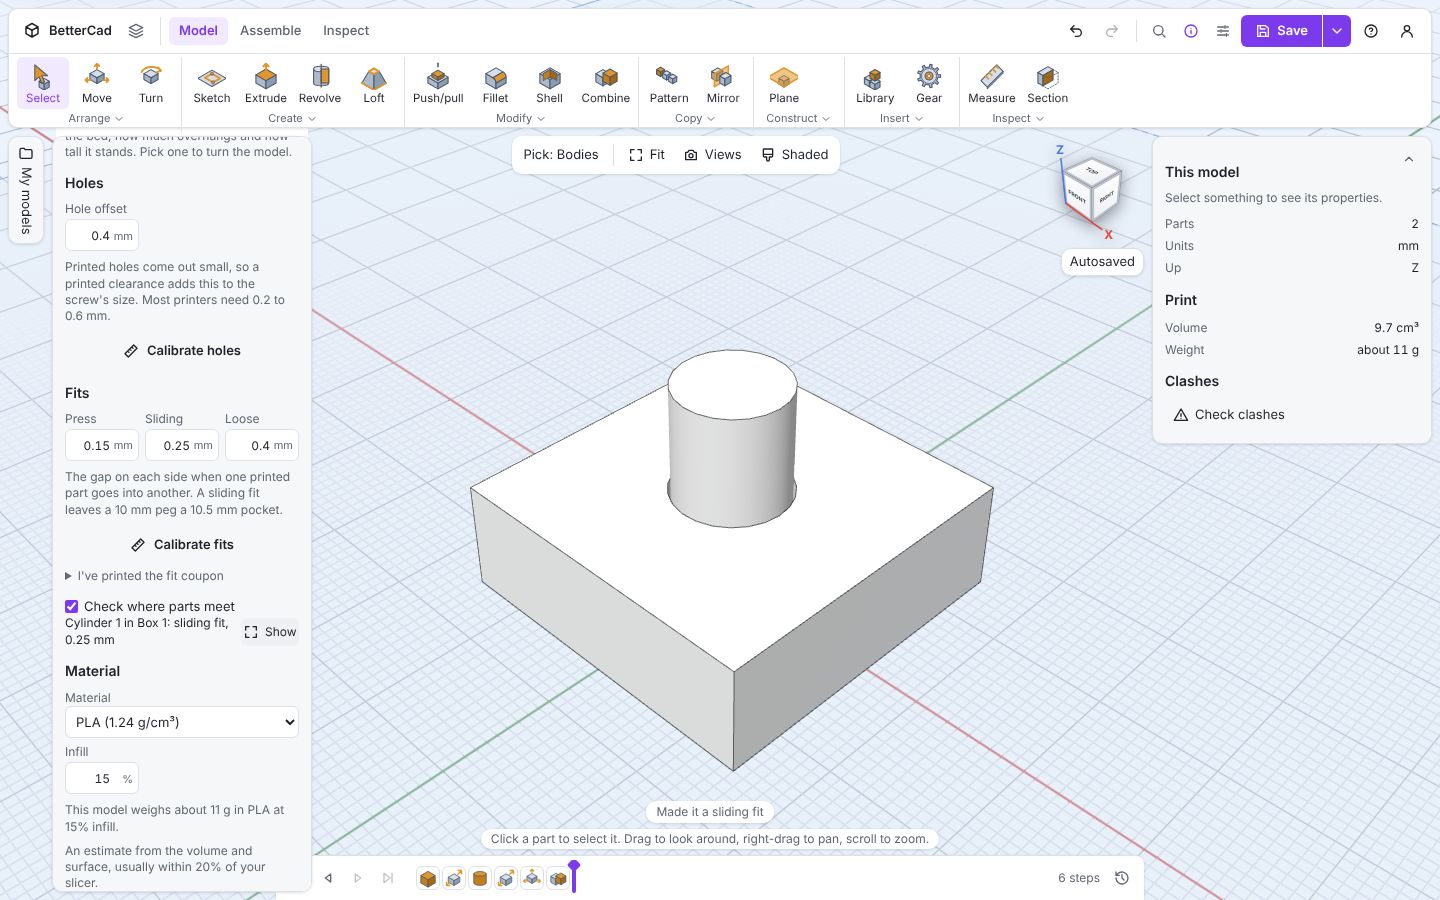 BetterCad
Model
Assemble
Inspect
Save
Select
Move
Turn
Sketch
Extrude
Revolve
Loft
Push/pull
Fillet
Shell
Combine
Pattern
Mirror
Plane
Library
Gear
Measure
Section
Arrange
Create
Modify
Copy
Construct
Insert
Inspect
My models
the bed, how much overhangs and how
tall it stands. Pick one to turn the model.
Holes
Hole offset
0.4 mm
Printed holes come out small, so a
printed clearance adds this to the
screw's size. Most printers need 0.2 to
0.6 mm.
Calibrate holes
Fits
Press Sliding Loose
0.15 mm 0.25 mm 0.4 mm
The gap on each side when one printed
part goes into another. A sliding fit
leaves a 10 mm peg a 10.5 mm pocket.
Calibrate fits
I've printed the fit coupon
Check where parts meet
Cylinder 1 in Box 1: sliding fit,
0.25 mm
Show
Material
Material
PLA (1.24 g/cm³)
Infill
15 %
This model weighs about 11 g in PLA at
15% infill.
An estimate from the volume and
surface, usually within 20% of your
slicer.
Pick: Bodies
Fit
Views
Shaded
Z
TOP
FRONT
RIGHT
X
Autosaved
This model
Select something to see its properties.
Parts 2
Units mm
Up Z
Print
Volume 9.7 cm³
Weight about 11 g
Clashes
Check clashes
Made it a sliding fit
Click a part to select it. Drag to look around, right-drag to pan, scroll to zoom.
6 steps